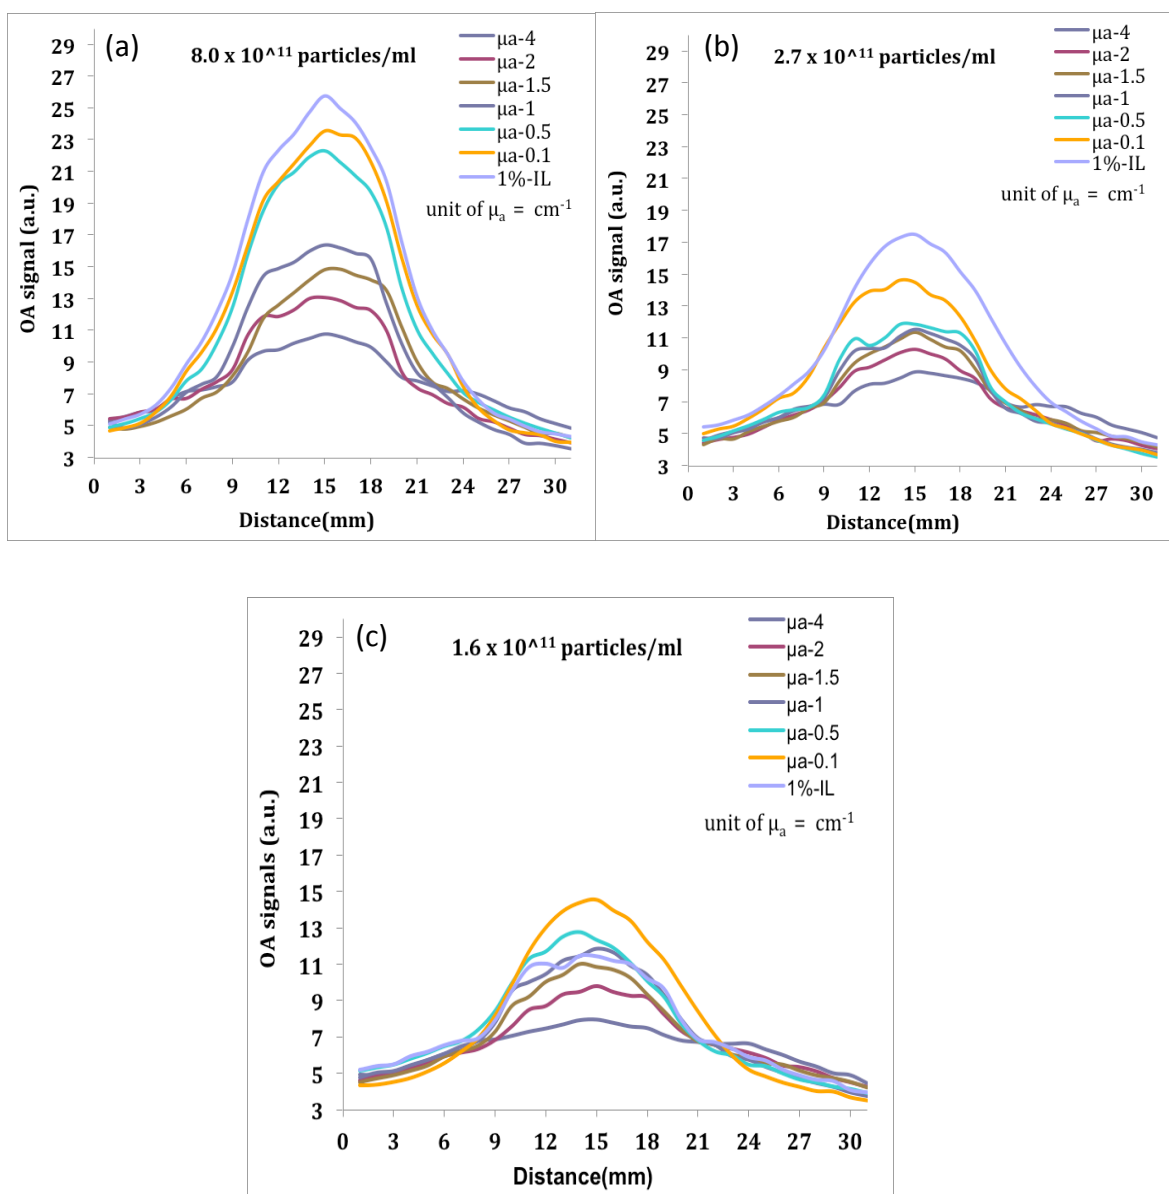 (a)
8.0 x 10^11 particles/ml
μa-4
μa-2
μa-1.5
μa-1
μa-0.5
μa-0.1
1%-IL
unit of μa = cm-1
OA signal (a.u.)
29
27
25
23
21
19
17
15
13
11
9
7
5
3
0 3 6 9 12 15 18 21 24 27 30
Distance(mm)
(b)
2.7 x 10^11 particles/ml
μa-4
μa-2
μa-1.5
μa-1
μa-0.5
μa-0.1
1%-IL
unit of μa = cm-1
OA signal (a.u.)
29
27
25
23
21
19
17
15
13
11
9
7
5
3
0 3 6 9 12 15 18 21 24 27 30
Distance(mm)
(c)
1.6 x 10^11 particles/ml
μa-4
μa-2
μa-1.5
μa-1
μa-0.5
μa-0.1
1%-IL
unit of μa = cm-1
OA signals (a.u.)
29
27
25
23
21
19
17
15
13
11
9
7
5
3
0 3 6 9 12 15 18 21 24 27 30
Distance(mm)